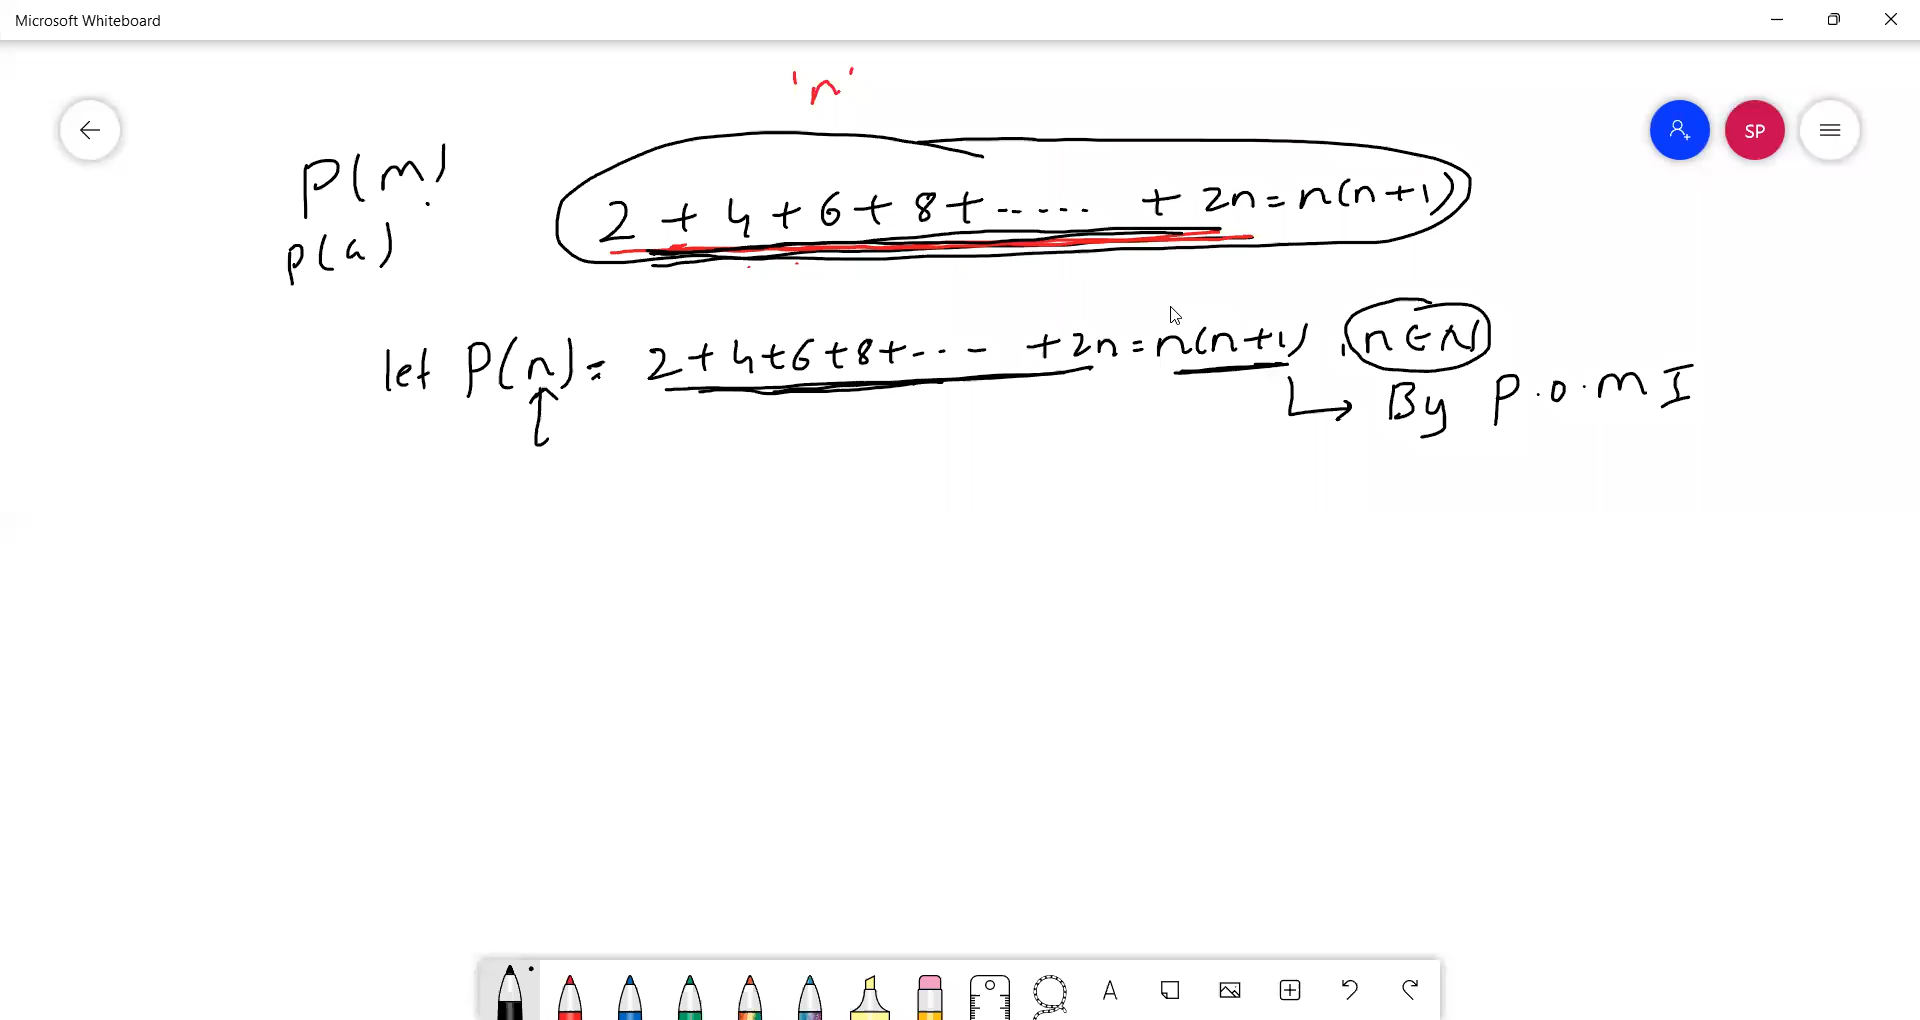 Microsoft Whiteboard
'n'
P(m)
SP
2 + 4 + 6 + 8 + ..... + 2n = n(n+1)
P(a)
let P(n) = 2+4+6+8+... - +2n = n(n+1) , n ∈ N
By P.O.M I
A